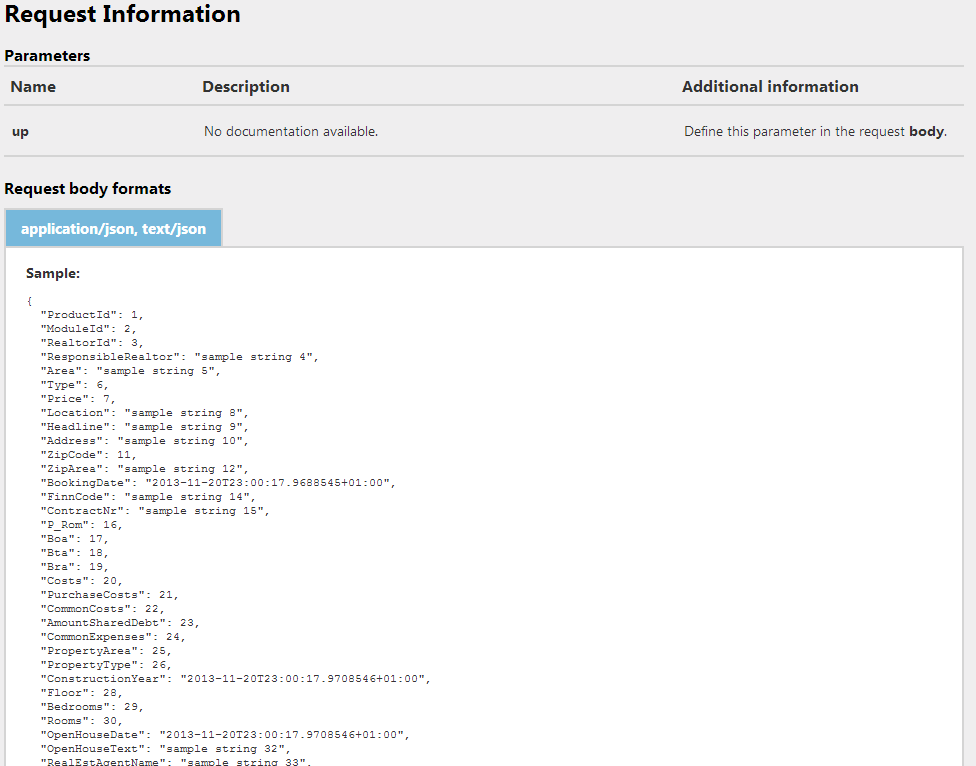 Request Information
Parameters
Name Description Additional information
up No documentation available. Define this parameter in the request body.
Request body formats
application/json, text/json
Sample:
{
"ProductId": 1,
"ModuleId": 2,
"RealtorId": 3,
"ResponsibleRealtor": "sample string 4",
"Area": "sample string 5",
"Type": 6,
"Price": 7,
"Location": "sample string 8",
"Headline": "sample string 9",
"Address": "sample string 10",
"ZipCode": 11,
"ZipArea": "sample string 12",
"BookingDate": "2013-11-20T23:00:17.9688545+01:00",
"FinnCode": "sample string 14",
"ContractNr": "sample string 15",
"P_Rom": 16,
"Boa": 17,
"Bta": 18,
"Bra": 19,
"Costs": 20,
"PurchaseCosts": 21,
"CommonCosts": 22,
"AmountSharedDebt": 23,
"CommonExpenses": 24,
"PropertyArea": 25,
"PropertyType": 26,
"ConstructionYear": "2013-11-20T23:00:17.9708546+01:00",
"Floor": 28,
"Bedrooms": 29,
"Rooms": 30,
"OpenHouseDate": "2013-11-20T23:00:17.9708546+01:00",
"OpenHouseText": "sample string 32",
"RealEstAgentName": "sample string 33",